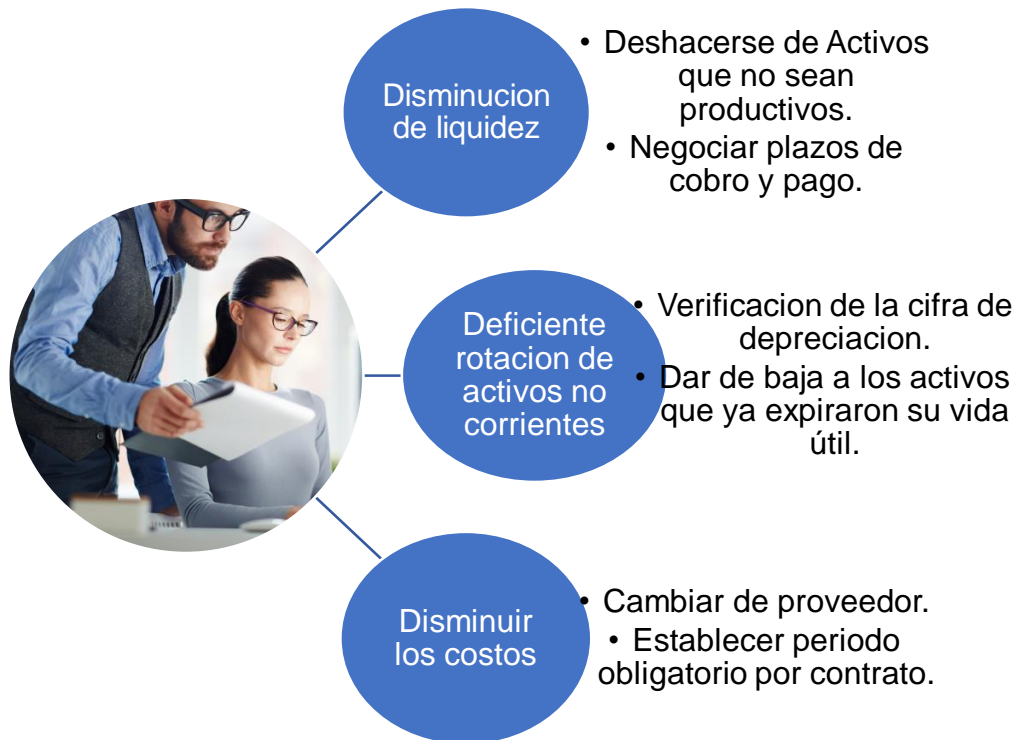 Disminucion
de liquidez
• Deshacerse de Activos
que no sean
productivos.
• Negociar plazos de
cobro y pago.
Deficiente
rotacion de
activos no
corrientes
• Verificacion de la cifra de
depreciacion.
• Dar de baja a los activos
que ya expiraron su vida
útil.
Disminuir
los costos
• Cambiar de proveedor.
• Establecer periodo
obligatorio por contrato.